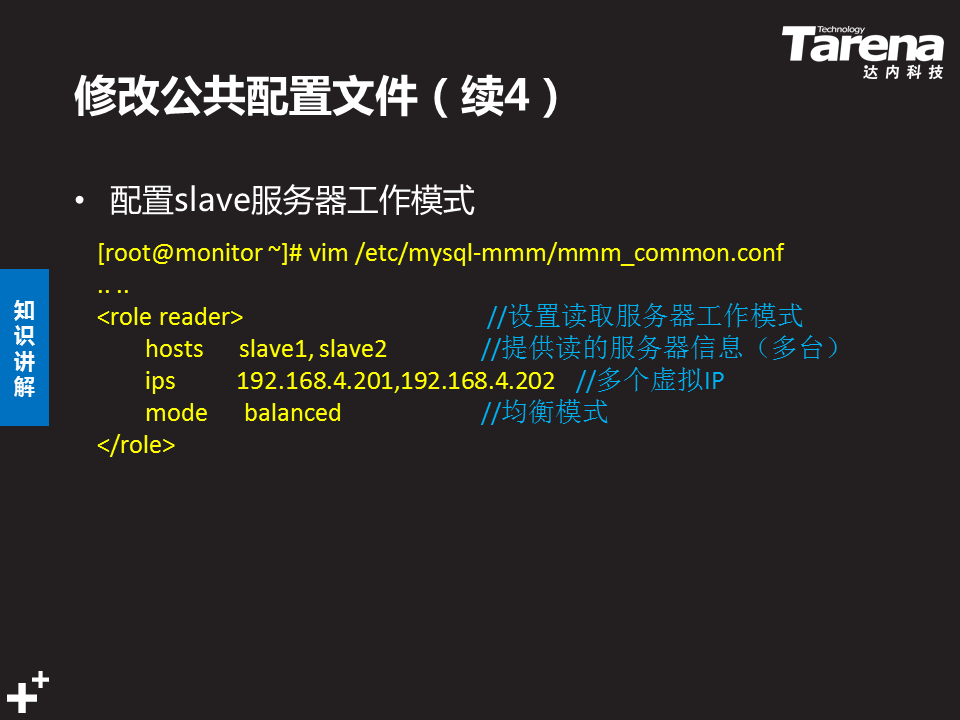 Technology
Tarena
达内科技
修改公共配置文件（续4）
• 配置slave服务器工作模式
[root@monitor ~]# vim /etc/mysql-mmm/mmm_common.conf
.. ..
<role reader> //设置读取服务器工作模式
hosts slave1, slave2 //提供读的服务器信息（多台）
ips 192.168.4.201,192.168.4.202 //多个虚拟IP
mode balanced //均衡模式
</role>
知识讲解